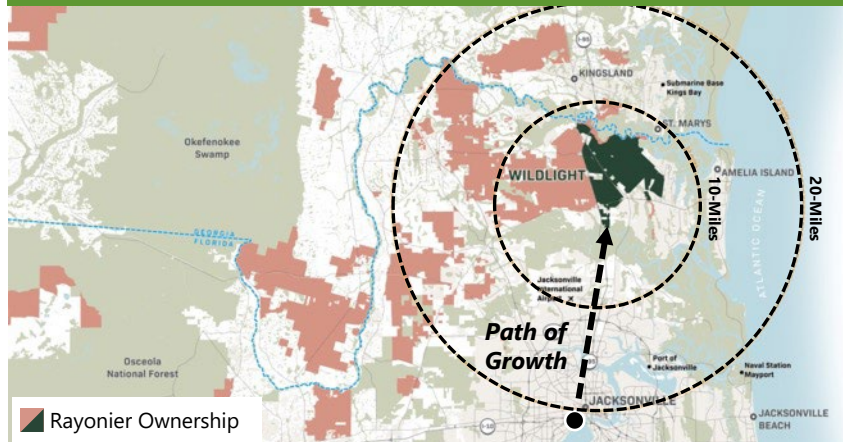 I-95
KINGSLAND
Submarine Base
Kings Bay
ST. MARYS
Okefenokee
Swamp
WILDLIGHT
AMELIA ISLAND
10-Miles
20-Miles
GEORGIA
FLORIDA
ATLANTIC OCEAN
Jacksonville
International
Airport
Path of
Growth
Osceola
National Forest
Port of
Jacksonville
Naval Station
Mayport
JACKSONVILLE
I-10
JACKSONVILLE
BEACH
Rayonier Ownership